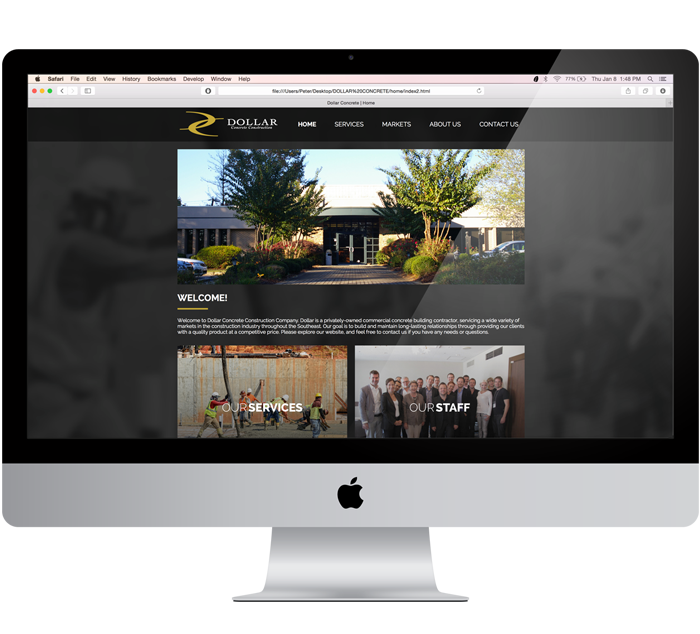 Safari File Edit View History Bookmarks Develop Window Help 77% Thu Jan 8 1:48 PM
file:///Users/Peter/Desktop/DOLLAR%20CONCRETE/home/index2.html
Dollar Concrete | Home
DOLLAR
Concrete Construction
HOME SERVICES MARKETS ABOUT US CONTACT US
WELCOME!
Welcome to Dollar Concrete Construction Company. Dollar is a privately-owned commercial concrete building contractor, servicing a wide variety of
markets in the construction industry throughout the Southeast. Our goal is to build and maintain long-lasting relationships through providing our clients
with a quality product at a competitive price. Please explore our website, and feel free to contact us if you have any needs or questions.
OUR SERVICES
OUR STAFF